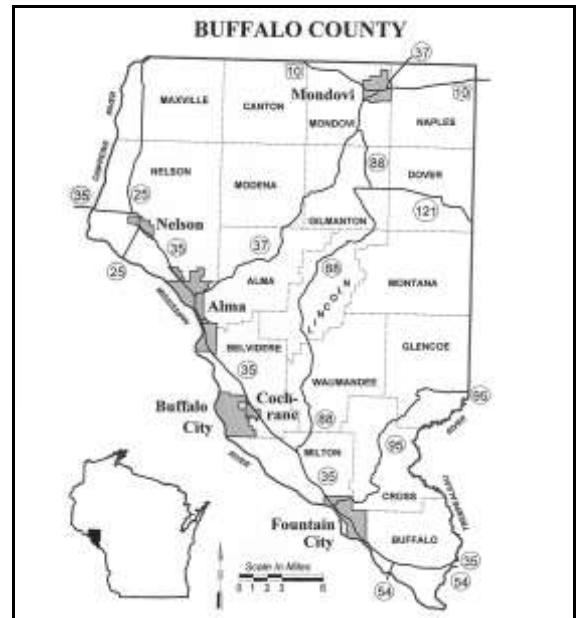 BUFFALO COUNTY
37
10
Mondovi
10
MAXVILLE
CANTON
MONDOVI
NAPLES
CHIPPEWA
RIVER
88
NELSON
MODENA
DOVER
35
25
121
Nelson
GILMANTON
35
37
25
ALMA
88
MONTANA
MISSISSIPPI
Alma
LINCOLN
BELVIDERE
GLENCOE
35
WAUMANDEE
Coch-
rane
95
Buffalo
City
88
RIVER
95
RIVER
MILTON
35
TREMPEALEAU
CROSS
Fountain
City
BUFFALO
35
54
54
Scale In Miles
0 1 2 3 6